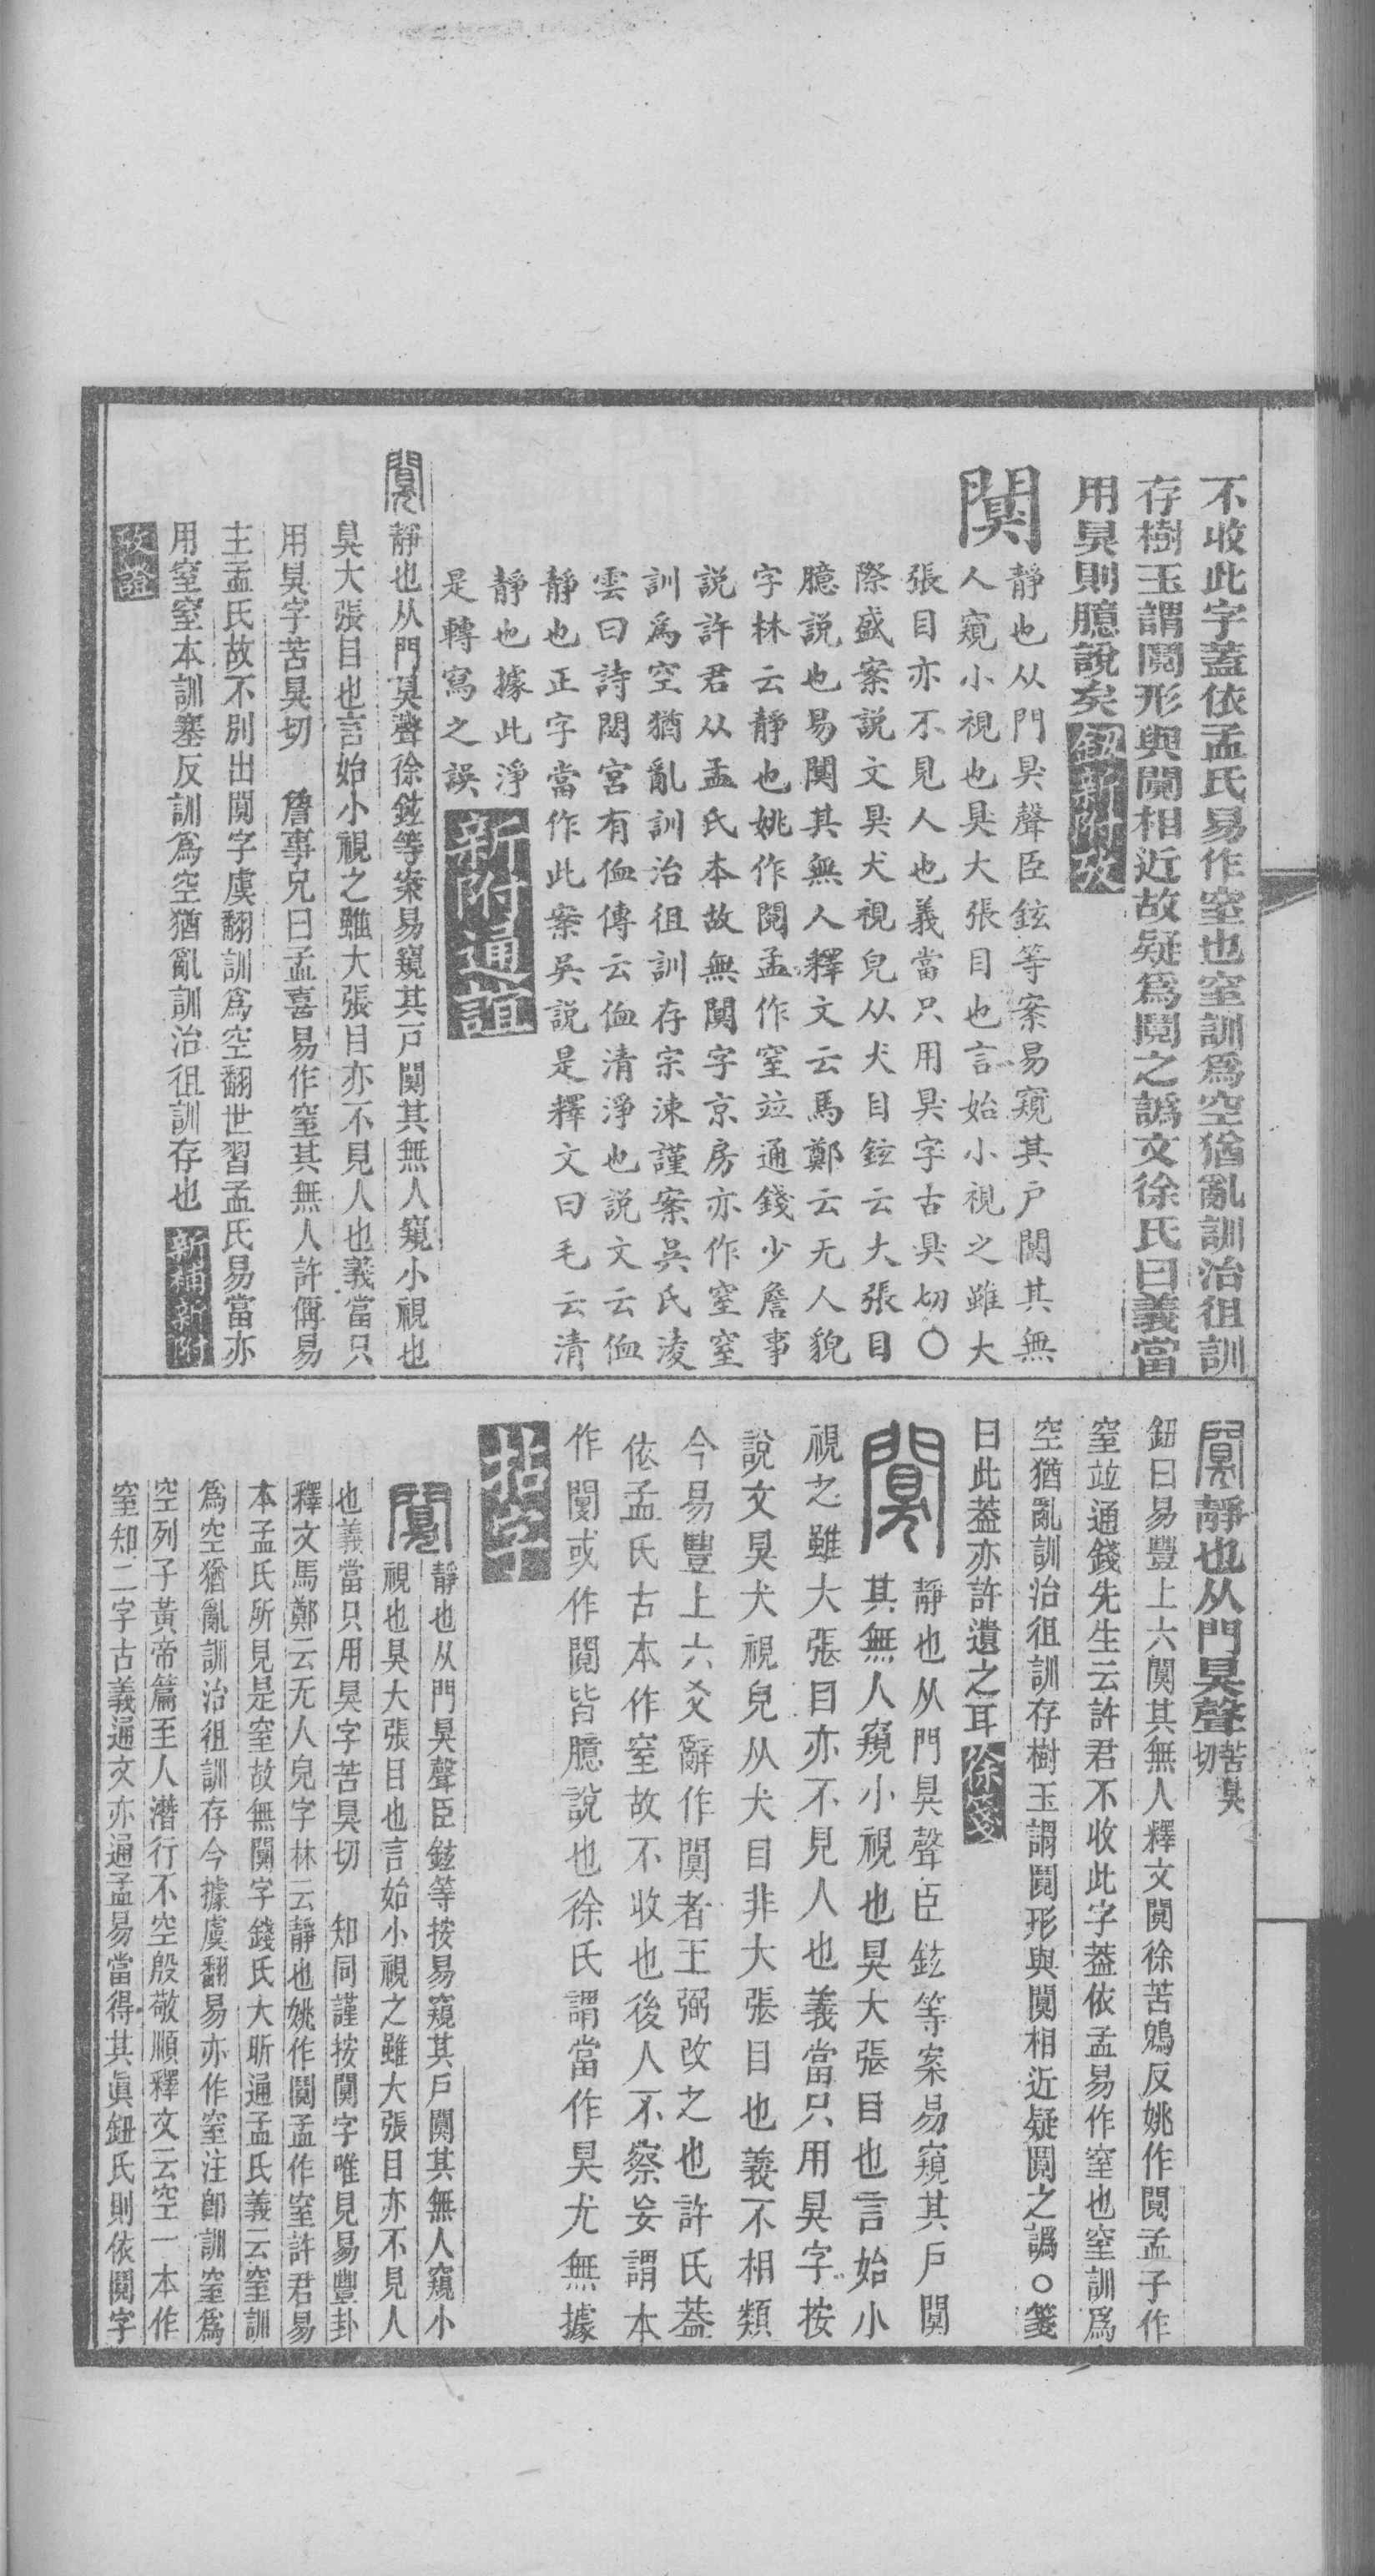 不收此字蓋依孟氏易作窒也窒訓爲空猶亂訓治徂訓
存樹玉謂鬩形與闃相近故疑爲鬩之譌文徐氏曰義當
用狊則臆說矣 鈕新附攷
闃 靜也从門狊聲臣鉉等案易窺其戸闃其無
人窺小視也狊大張目也言始小視之雖大
張目亦不見人也義當只用狊字古狊切〇
際盛案説文狊犬視皃从犬目鉉云大張目
臆説也易闃其無人釋文云馬鄭云无人貌
字林云靜也姚作鬩孟作窒竝通錢少詹事
説許君从孟氏本故無闃字京房亦作窒窒
訓爲空猶亂訓治徂訓存宗涑謹案吳氏淩
雲曰詩閟宮有侐傳云侐清淨也説文云侐
靜也正字當作此案吳説是釋文曰毛云清
靜也據此淨
是轉寫之誤 新附通誼
闃 靜也从門狊聲徐鉉等案易窺其戸闃其無人窺小視也
狊大張目也言始小視之雖大張目亦不見人也義當只
用狊字苦狊切 詹事兄曰孟喜易作窒其無人許偁易
主孟氏故不別出闃字虞翻訓爲空翻世習孟氏易當亦
用窒窒本訓塞反訓爲空猶亂訓治徂訓存也 新補新附
攷證
闃 靜也从門狊聲苦狊切
鈕曰易豐上六闃其無人釋文闃徐苦鵙反姚作鬩孟子作
窒竝通錢先生云許君不收此字蓋依孟易作窒也窒訓爲
空猶亂訓治徂訓存樹玉謂鬩形與闃相近疑鬩之譌〇箋
曰此蓋亦許遺之耳 徐箋
闃 靜也从門狊聲臣鉉等案易窺其戸闃
其無人窺小視也狊大張目也言始小
視之雖大張目亦不見人也義當只用狊字按
說文狊犬視皃从犬目非大張目也義不相類
今易豐上六爻辭作闃者王弼改之也許氏蓋
依孟氏古本作窒故不收也後人不察妄謂本
作闃或作鬩皆臆說也徐氏謂當作狊尤無據
拈字
闃 靜也从門狊聲臣鉉等按易窺其戸闃其無人窺小
視也狊大張目也言始小視之雖大張目亦不見人
也義當只用狊字苦狊切 知同謹按闃字唯見易豐卦
釋文馬鄭云无人皃字林云靜也姚作鬩孟作窒許君易
本孟氏所見是窒故無闃字錢氏大昕通孟氏義云窒訓
爲空猶亂訓治徂訓存今據虞翻易亦作窒注卽訓窒爲
空列子黃帝篇至人潛行不空殷敬順釋文云空一本作
窒知二字古義通文亦通孟易當得其眞鈕氏則依鬩字